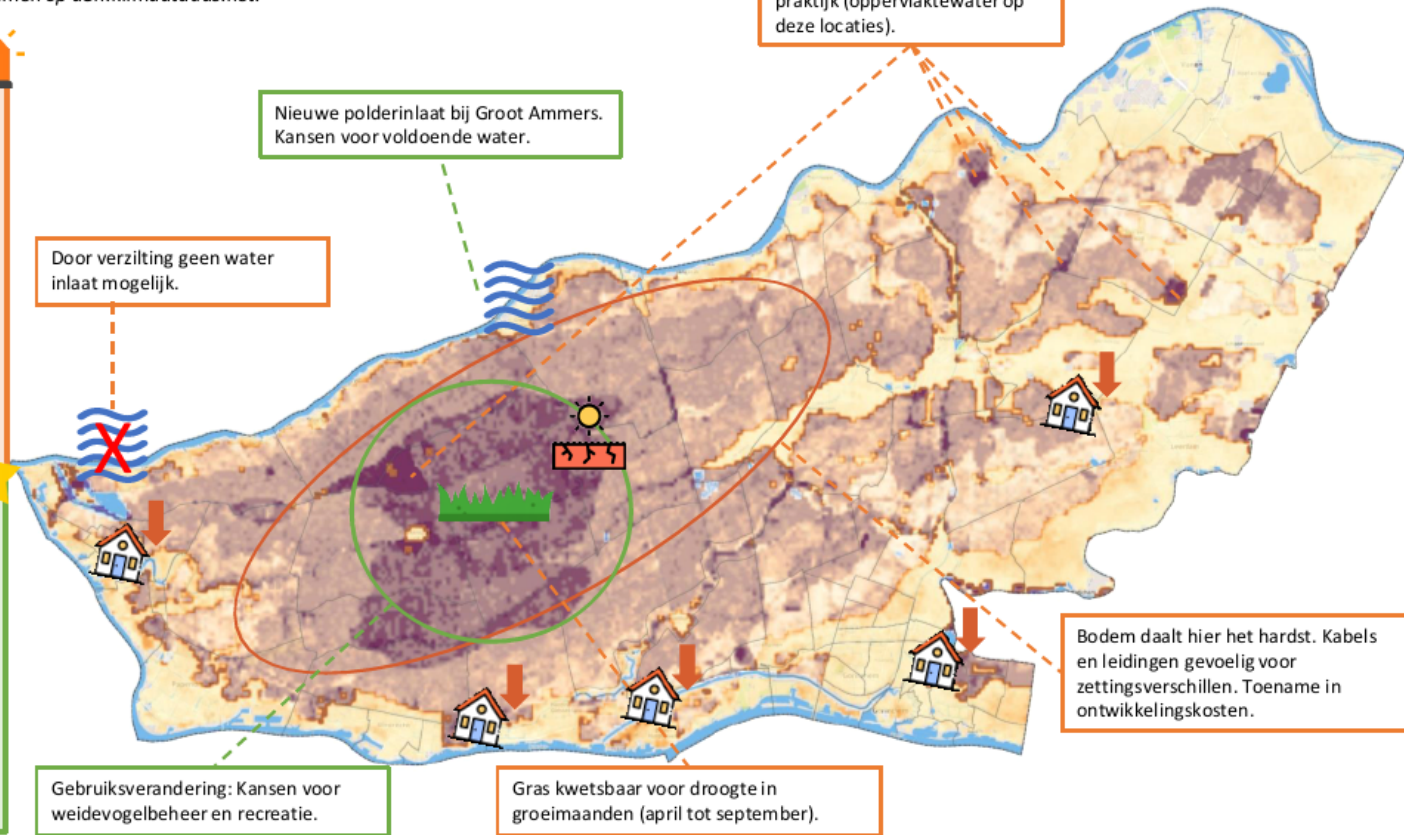 praktijk (oppervlaktewater op
deze locaties).
Nieuwe polderinlaat bij Groot Ammers.
Kansen voor voldoende water.
Door verzilting geen water
inlaat mogelijk.
X
Bodem daalt hier het hardst. Kabels
en leidingen gevoelig voor
zettingsverschillen. Toename in
ontwikkelingskosten.
Gebruiksverandering: Kansen voor
weidevogelbeheer en recreatie.
Gras kwetsbaar voor droogte in
groeimaanden (april tot september).